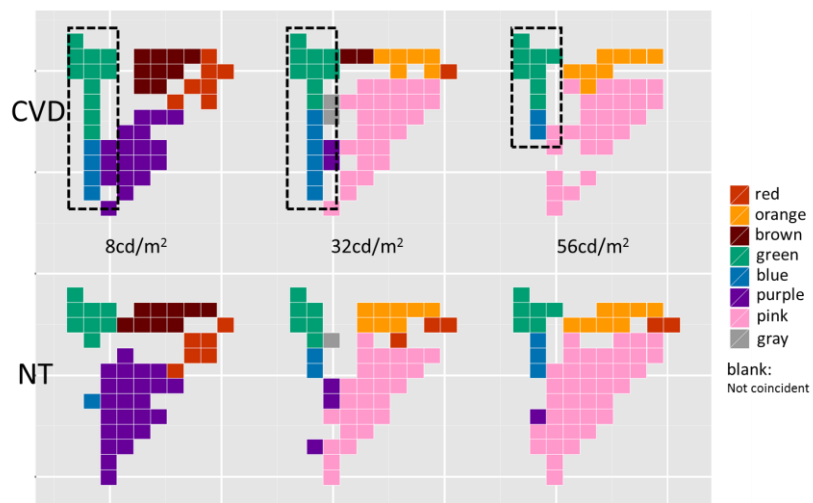 CVD
8cd/m²
32cd/m²
56cd/m²
NT
red
orange
brown
green
blue
purple
pink
gray
blank:
Not coincident